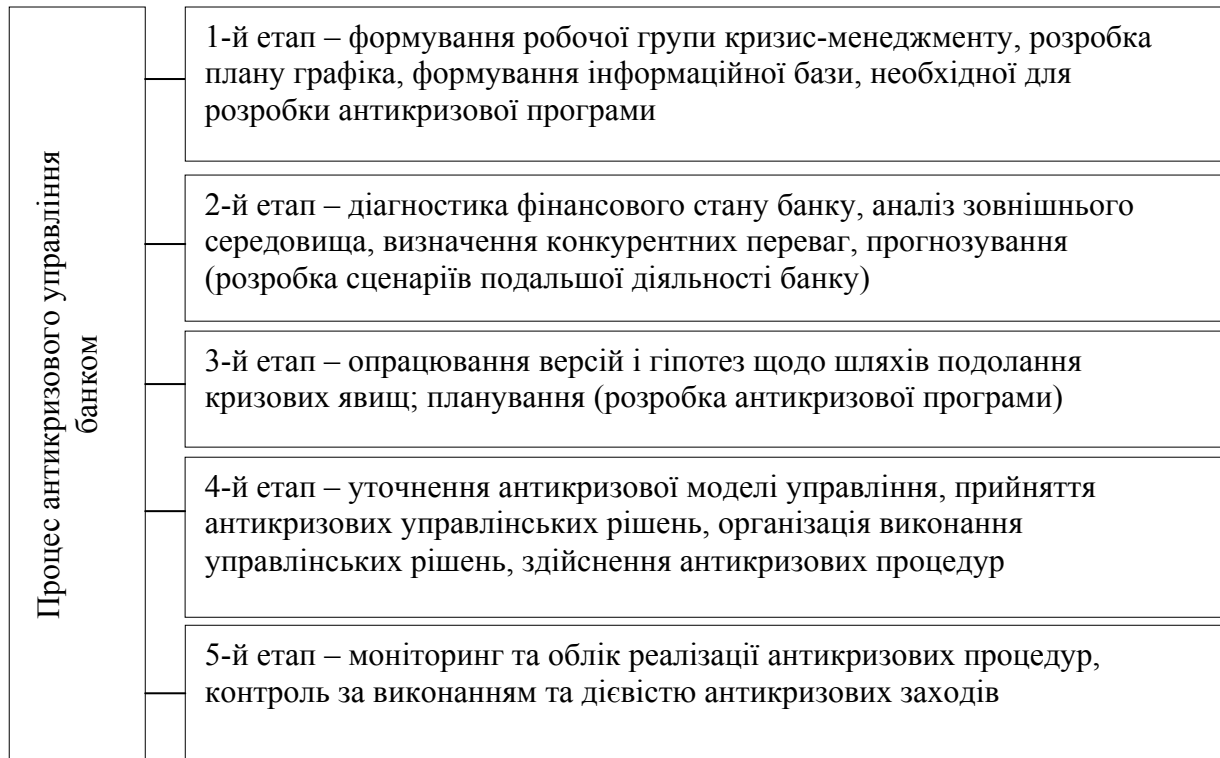 Процес антикризового управління
банком
1-й етап – формування робочої групи кризис-менеджменту, розробка
плану графіка, формування інформаційної бази, необхідної для
розробки антикризової програми
2-й етап – діагностика фінансового стану банку, аналіз зовнішнього
середовища, визначення конкурентних переваг, прогнозування
(розробка сценаріїв подальшої діяльності банку)
3-й етап – опрацювання версій і гіпотез щодо шляхів подолання
кризових явищ; планування (розробка антикризової програми)
4-й етап – уточнення антикризової моделі управління, прийняття
антикризових управлінських рішень, організація виконання
управлінських рішень, здійснення антикризових процедур
5-й етап – моніторинг та облік реалізації антикризових процедур,
контроль за виконанням та дієвістю антикризових заходів